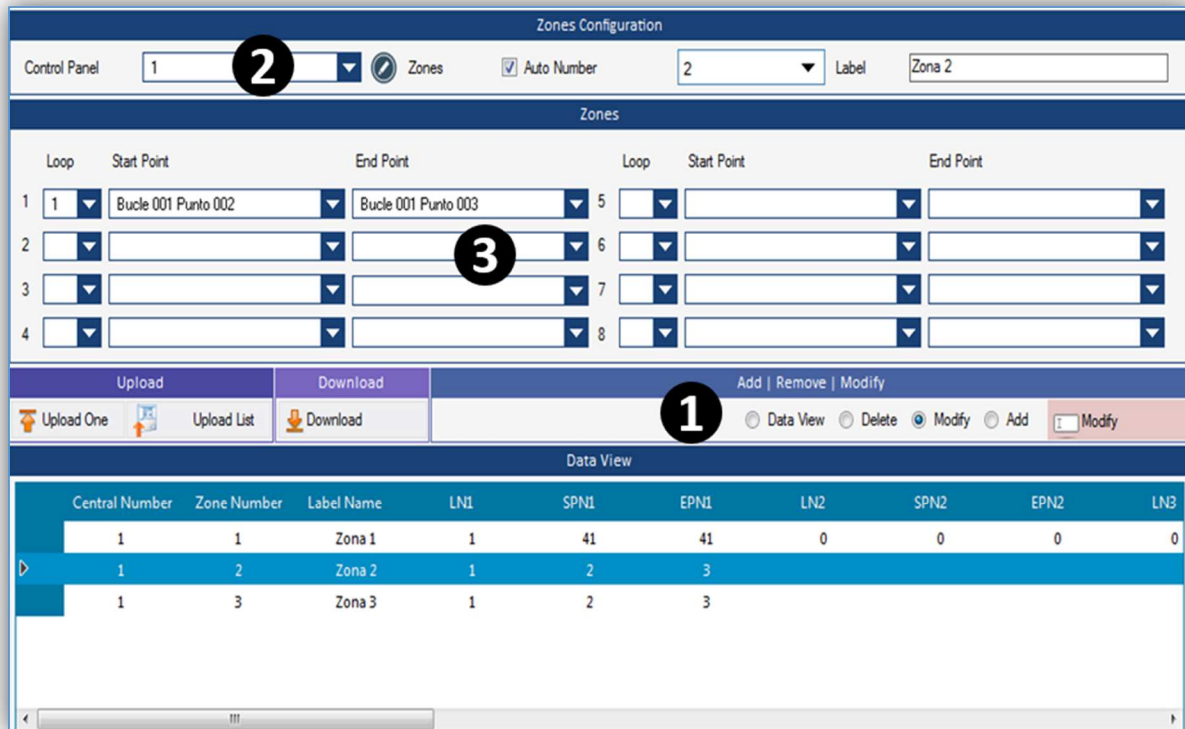 Zones Configuration
Control Panel 1 2 Zones Auto Number 2 Label Zona 2
Zones
Loop Start Point End Point Loop Start Point End Point
1 1 Bucle 001 Punto 002 Bucle 001 Punto 003 5
2 6
3
3 7
4 8
Upload Download Add | Remove | Modify
Upload One Upload List Download 1 Data View Delete Modify Add Modify
Data View
Central Number Zone Number Label Name LN1 SPN1 EPN1 LN2 SPN2 EPN2 LN3
1 1 Zona 1 1 41 41 0 0 0 0
1 2 Zona 2 1 2 3
1 3 Zona 3 1 2 3